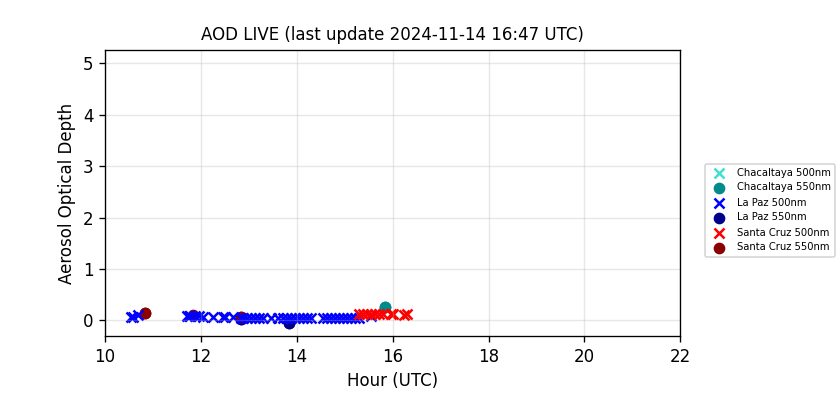 AOD LIVE (last update 2024-11-14 16:47 UTC)
Aerosol Optical Depth
5
4
3
2
1
0
10 12 14 16 18 20 22
Hour (UTC)
Chacaltaya 500nm
Chacaltaya 550nm
La Paz 500nm
La Paz 550nm
Santa Cruz 500nm
Santa Cruz 550nm